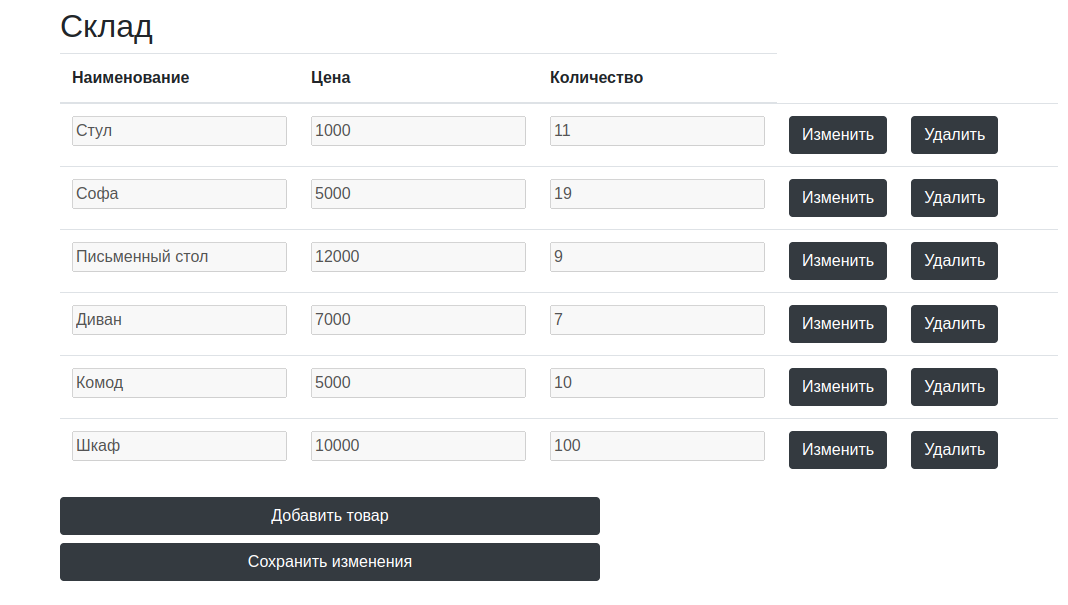 Склад
Наименование Цена Количество
Стул 1000 11 Изменить Удалить
Софа 5000 19 Изменить Удалить
Письменный стол 12000 9 Изменить Удалить
Диван 7000 7 Изменить Удалить
Комод 5000 10 Изменить Удалить
Шкаф 10000 100 Изменить Удалить
Добавить товар
Сохранить изменения